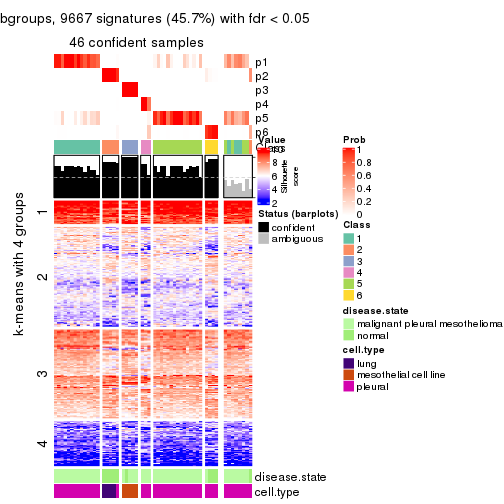 bgroups, 9667 signatures (45.7%) with fdr < 0.05
46 confident samples
p1
p2
p3
p4
p5
p6
Class
Value
8
6
4
2
Silhouette
score
Status (barplots)
confident
ambiguous
Prob
1
0.8
0.6
0.4
0.2
0
Class
1
2
3
4
5
6
disease.state
malignant pleural mesothelioma
normal
cell.type
lung
mesothelial cell line
pleural
k-means with 4 groups
1
2
3
4
disease.state
cell.type